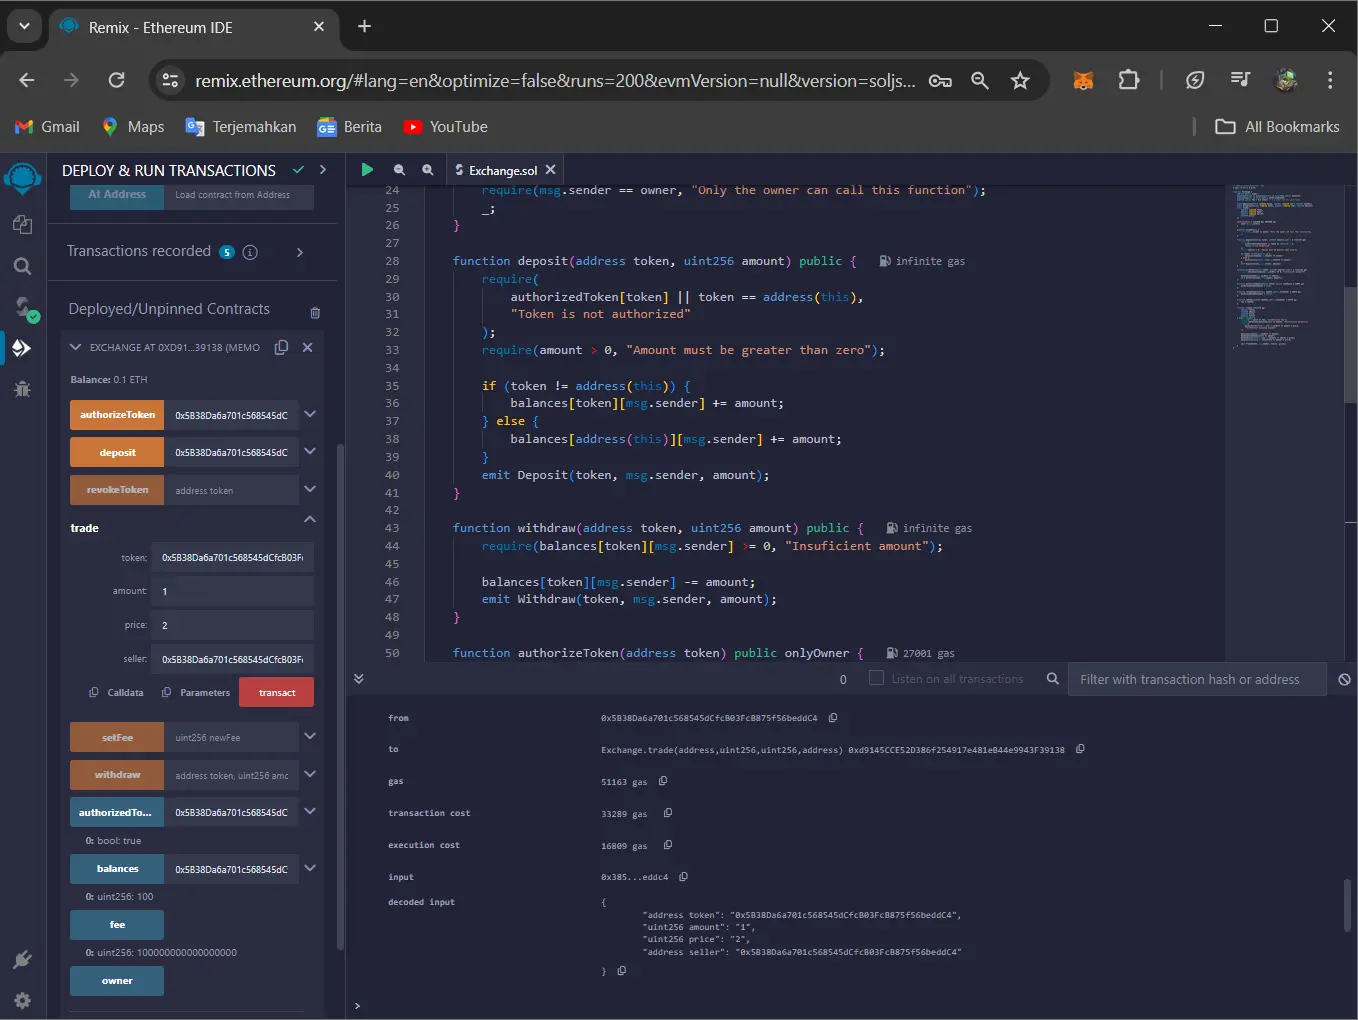 Remix - Ethereum IDE
remix.ethereum.org/#lang=en&optimize=false&runs=200&evmVersion=null&version=soljs...
Gmail
Maps
Terjemahkan
Berita
YouTube
All Bookmarks
DEPLOY & RUN TRANSACTIONS
At Address
Load contract from Address
Transactions recorded 5 i
Deployed/Unpinned Contracts
EXCHANGE AT 0XD91...39138 (MEMO
Balance: 0.1 ETH
authorizeToken 0x5B38Da6a701c568545dC
deposit 0x5B38Da6a701c568545dC
revokeToken address token
trade
token: 0x5B38Da6a701c568545dCfcB03F
amount: 1
price: 2
seller: 0x5B38Da6a701c568545dCfcB03F
Calldata Parameters transact
setFee uint256 newFee
withdraw address token, uint256 amo
authorizedTo... 0x5B38Da6a701c568545dC
0: bool: true
balances 0x5B38Da6a701c568545dC
0: uint256: 100
fee
0: uint256: 100000000000000000
owner
Exchange.sol
24 require(msg.sender == owner, "Only the owner can call this function");
25 _;
26 }
27
28 function deposit(address token, uint256 amount) public { infinite gas
29 require(
30 authorizedToken[token] || token == address(this),
31 "Token is not authorized"
32 );
33 require(amount > 0, "Amount must be greater than zero");
34
35 if (token != address(this)) {
36 balances[token][msg.sender] += amount;
37 } else {
38 balances[address(this)][msg.sender] += amount;
39 }
40 emit Deposit(token, msg.sender, amount);
41 }
42
43 function withdraw(address token, uint256 amount) public { infinite gas
44 require(balances[token][msg.sender] >= 0, "Insuficient amount");
45
46 balances[token][msg.sender] -= amount;
47 emit Withdraw(token, msg.sender, amount);
48 }
49
50 function authorizeToken(address token) public onlyOwner { 27001 gas
0 Listen on all transactions Filter with transaction hash or address
from 0x5B38Da6a701c568545dCfcB03FcB875f56beddC4
to Exchange.trade(address,uint256,uint256,address) 0xd9145CCE52D386f254917e481eB44e9943F39138
gas 51163 gas
transaction cost 33289 gas
execution cost 16809 gas
input 0x385...eddc4
decoded input {
"address token": "0x5B38Da6a701c568545dCfcB03FcB875f56beddC4",
"uint256 amount": "1",
"uint256 price": "2",
"address seller": "0x5B38Da6a701c568545dCfcB03FcB875f56beddC4"
}
>